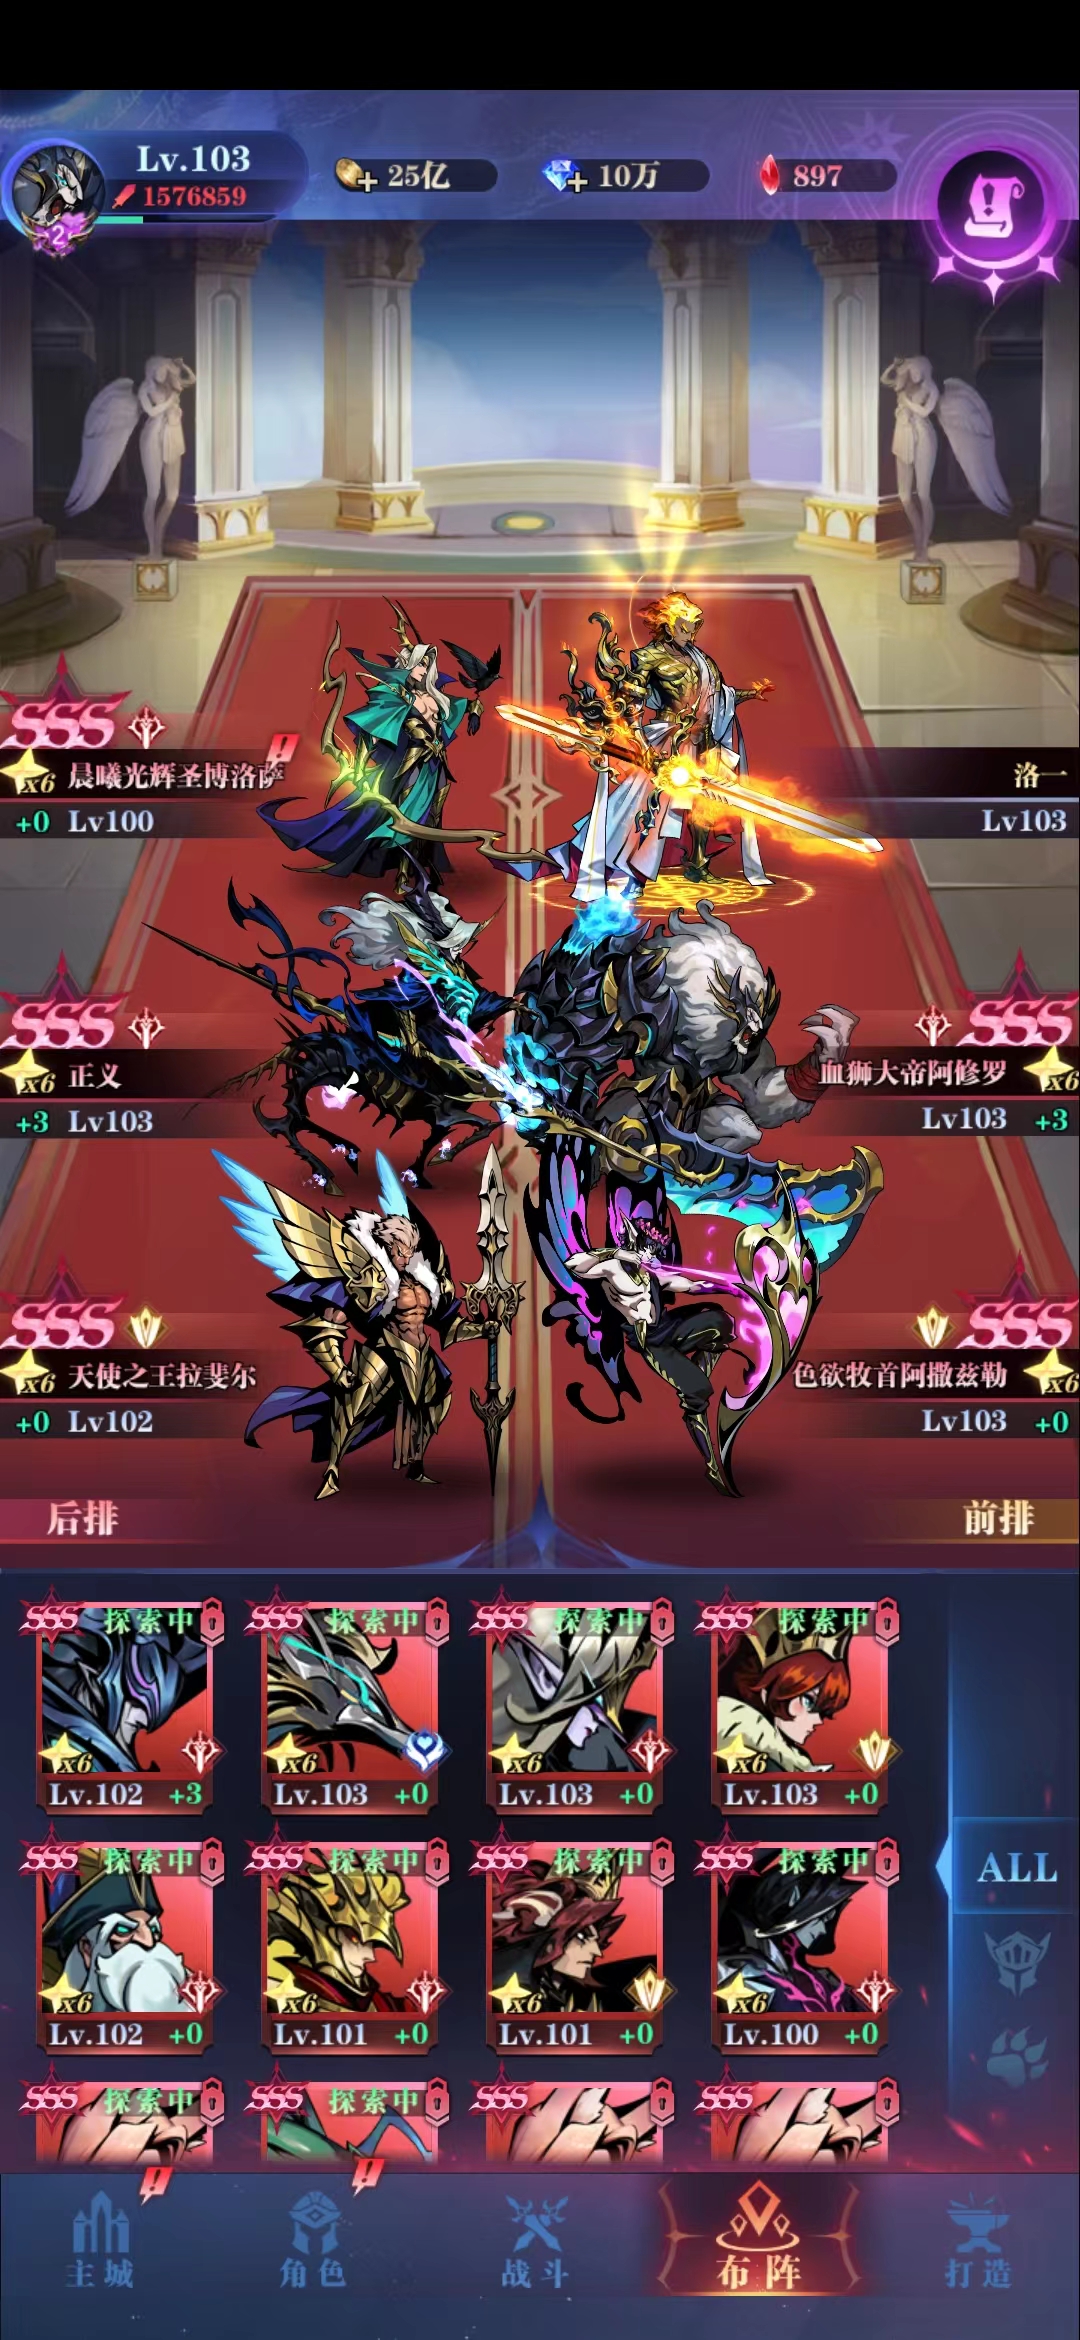 Lv.103
1576859
2
25亿
10万
897
SSS
x6 晨曦光辉圣博洛萨
+0 Lv100
洛一
Lv103
SSS
x6 正义
+3 Lv103
SSS
血狮大帝阿修罗 x6
Lv103 +3
SSS
x6 天使之王拉斐尔
+0 Lv102
SSS
色欲牧首阿撒兹勒 x6
Lv103 +0
后排
前排
SSS 探索中 SSS 探索中 SSS 探索中 SSS 探索中
x6 x6 x6 x6
Lv.102 +3 Lv.103 +0 Lv.103 +0 Lv.103 +0
ALL
SSS 探索中 SSS 探索中 SSS 探索中 SSS 探索中
x6 x6 x6 x6
Lv.102 +0 Lv.101 +0 Lv.101 +0 Lv.100 +0
SSS 探索中 SSS 探索中 SSS SSS
主城 角色 战斗 布阵 打造